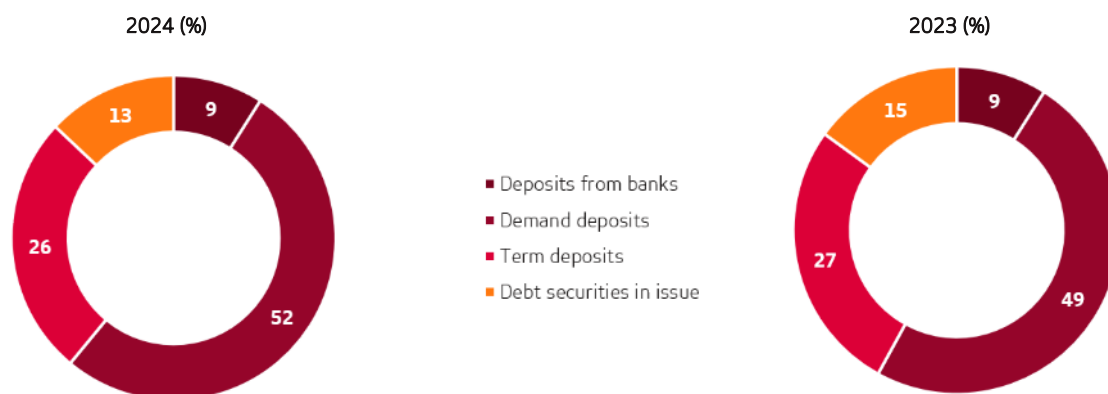 2024 (%)
2023 (%)
13
9
26
52
Deposits from banks
Demand deposits
Term deposits
Debt securities in issue
15
9
27
49